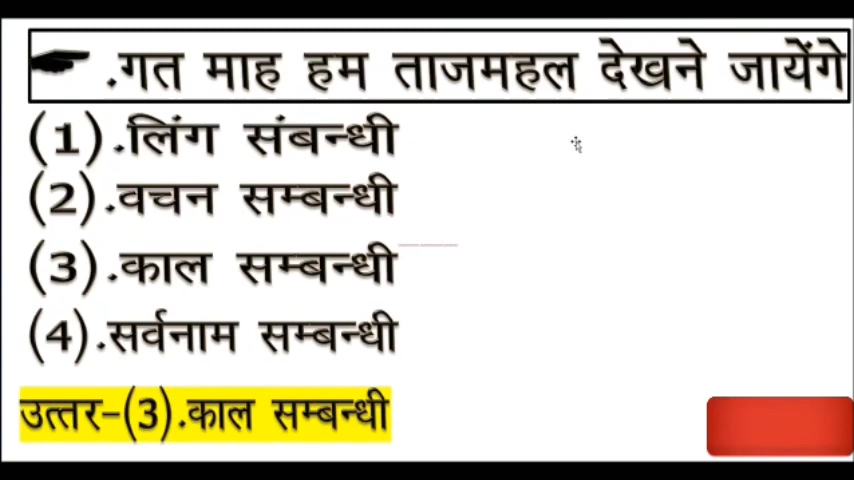 ☛ .गत माह हम ताजमहल देखने जायेंगे
(1).लिंग संबन्धी
(2).वचन सम्बन्धी
(3).काल सम्बन्धी
(4).सर्वनाम सम्बन्धी
उत्तर-(3).काल सम्बन्धी